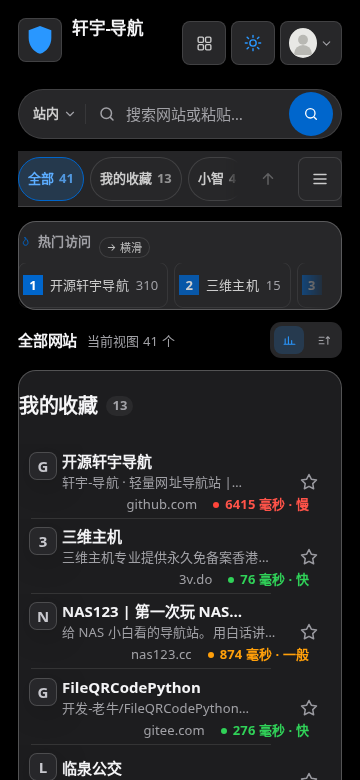 轩宇-导航
站内
搜索网站或粘贴...
全部 41
我的收藏 13
小智 4
热门访问
→ 横滑
1 开源轩宇导航 310
2 三维主机 15
3
全部网站
当前视图 41 个
我的收藏 13
G
开源轩宇导航
轩宇-导航 · 轻量网址导航站 |...
github.com
6415 毫秒 · 慢
3
三维主机
三维主机专业提供永久免备案香港...
3v.do
76 毫秒 · 快
N
NAS123 | 第一次玩 NAS...
给 NAS 小白看的导航站。用白话讲...
nas123.cc
874 毫秒 · 一般
G
FileQRCodePython
开发-老牛/FileQRCodePython...
gitee.com
276 毫秒 · 快
L
临泉公交